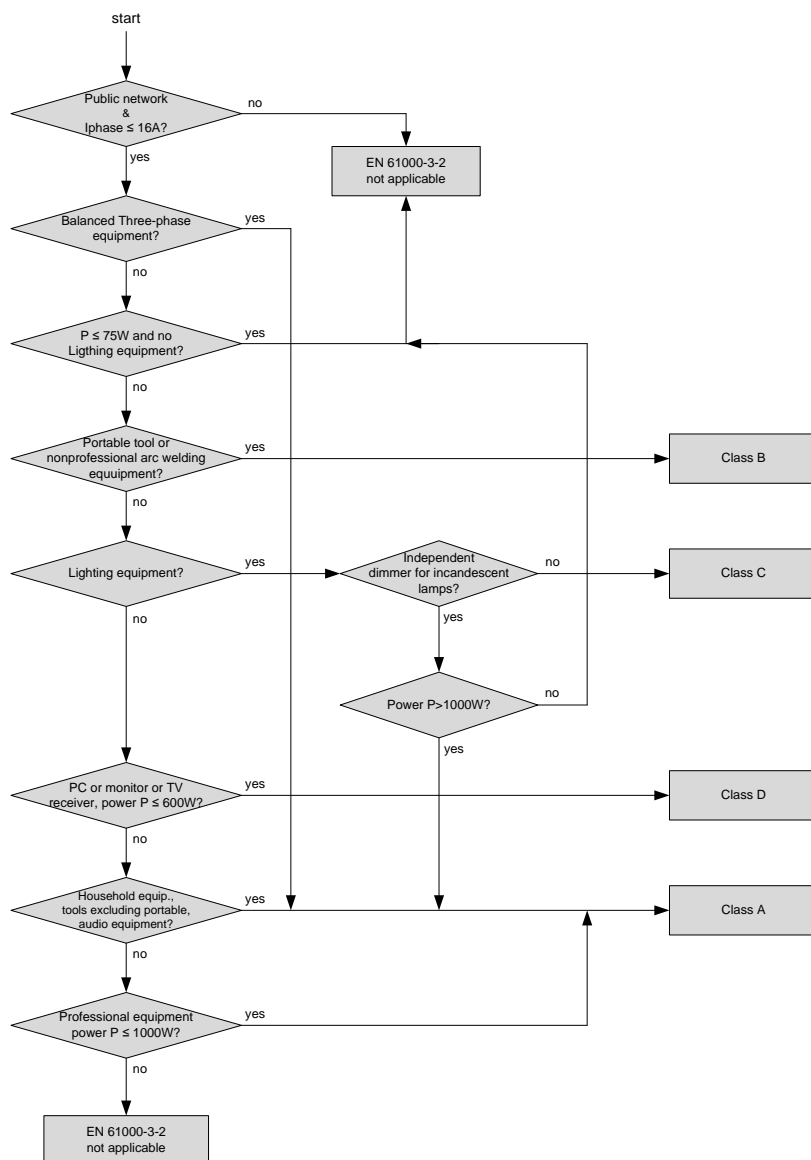 start
Public network
&
Iphase ≤ 16A?
no
yes
EN 61000-3-2
not applicable
Balanced Three-phase
equipment?
yes
no
P ≤ 75W and no
Ligthing equipment?
yes
no
Portable tool or
nonprofessional arc welding
equuipment?
yes
Class B
no
Lighting equipment?
yes
Independent
dimmer for incandescent
lamps?
no
Class C
no
yes
Power P>1000W?
no
yes
PC or monitor or TV
receiver, power P ≤ 600W?
yes
Class D
no
Household equip.,
tools excluding portable,
audio equipment?
yes
Class A
no
Professional equipment
power P ≤ 1000W?
yes
no
EN 61000-3-2
not applicable